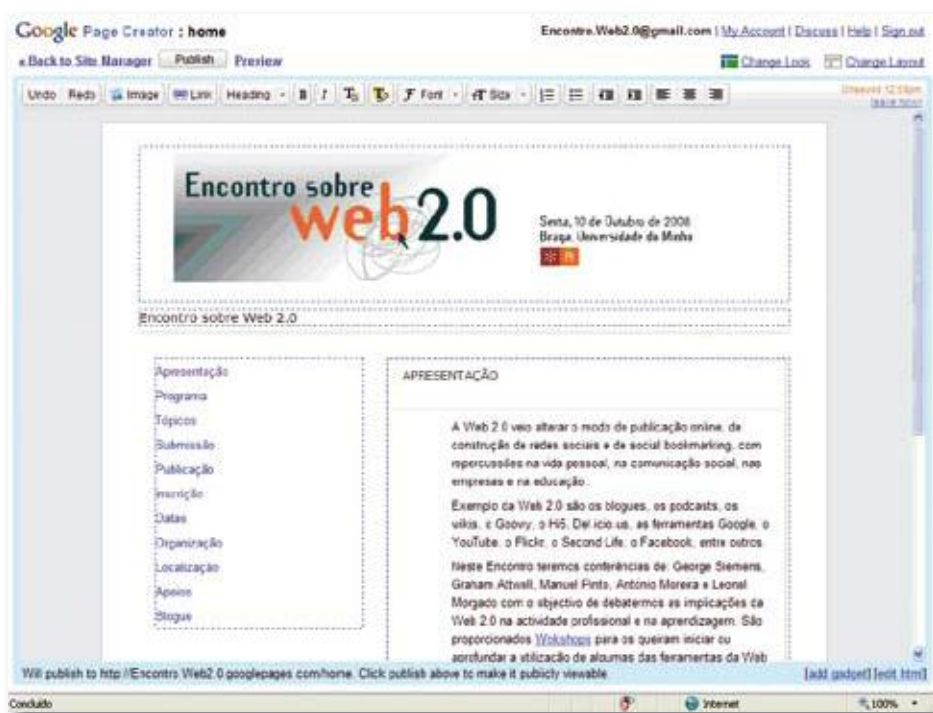 Google Page Creator : home
Encontro.Web2.0@gmail.com | My Account | Discuss | Help | Sign out
« Back to Site Manager Publish Preview
Change Look Change Layout
Undo Redo Image Link Heading B I T T Font Size
Unsaved 12:59pm
Encontro sobre
web2.0
Sexta, 10 de Outubro de 2008
Braga, Universidade do Minho
Encontro sobre Web 2.0
Apresentação
Programa
Tópicos
Submissão
Publicação
Inscrição
Datas
Organização
Localização
Apoios
Blogue
APRESENTAÇÃO
A Web 2.0 veio alterar o modo de publicação online, de
construção de redes sociais e de social bookmarking, com
repercussões na vida pessoal, na comunicação social, nas
empresas e na educação.
Exemplo da Web 2.0 são os blogues, os podcasts, os
wikis, o Goovy, o Hi5, Del.icio.us, as ferramentas Google, o
YouTube, o Flickr, o Second Life, o Facebook, entre outros.
Neste Encontro teremos conferências de: George Siemens,
Graham Attwell, Manuel Pinto, António Moreira e Leonel
Morgado com o objectivo de debatermos as implicações da
Web 2.0 na actividade profissional e na aprendizagem. São
proporcionados Wokshops para os queiram iniciar ou
aprofundar a utilização de algumas das ferramentas da Web
Will publish to http://Encontro.Web2.0.googlepages.com/home. Click publish above to make it publicly viewable.
[add gadget] [edit html]
Concluído
Internet
100%